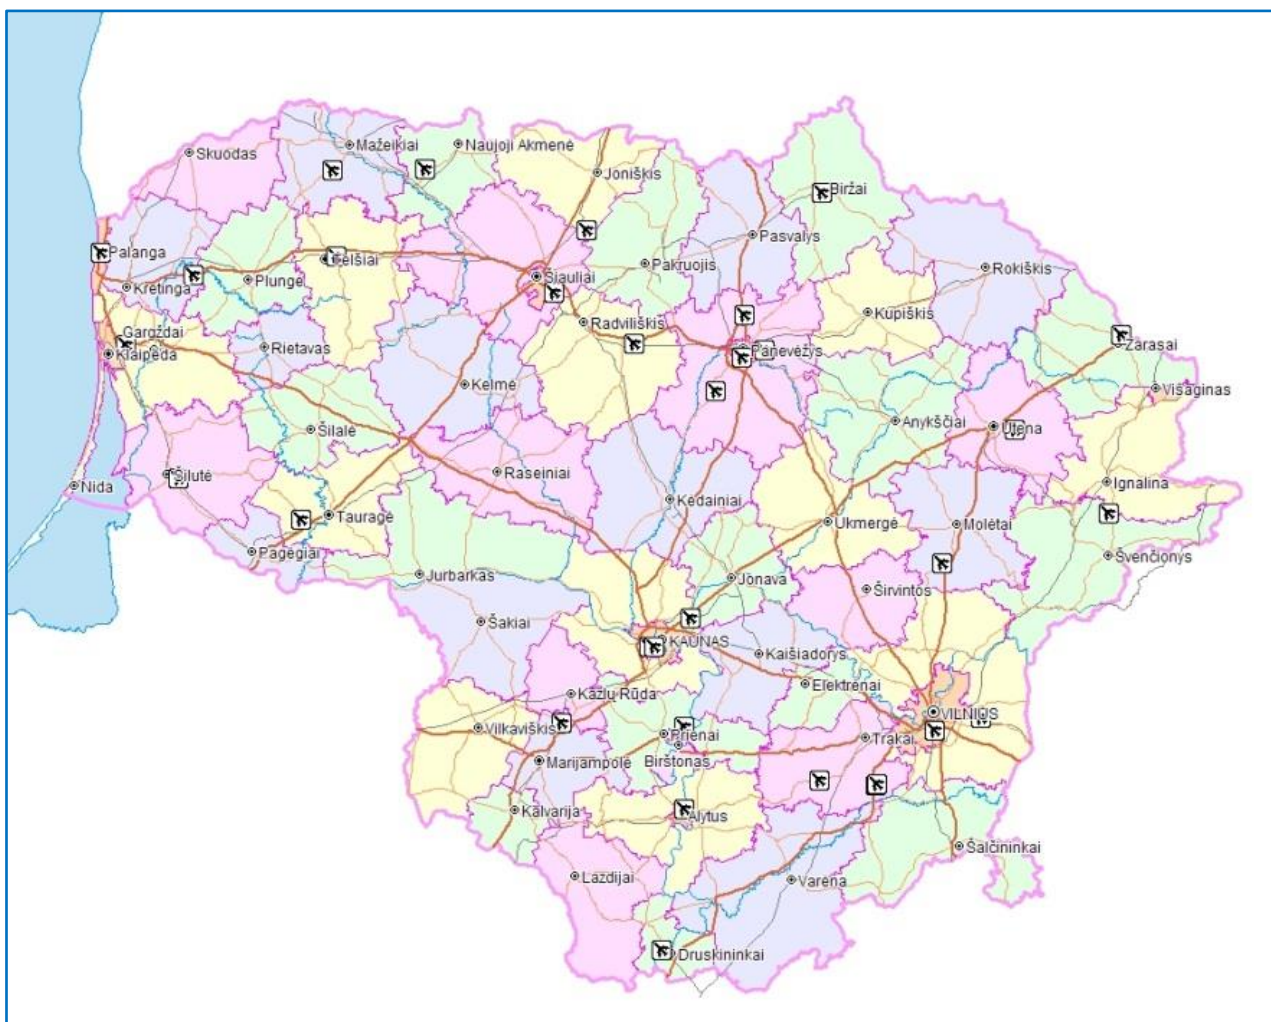 Mažeikiai
Naujoji Akmenė
Skuodas
Joniškis
Biržai
Pasvalys
Palanga
Telšiai
Pakruojis
Rokiškis
Plungė
Šiauliai
Kretinga
Kupiškis
Radviliškis
Gargždai
Rietavas
Panevėžys
Zarasai
Klaipėda
Kelmė
Visaginas
Anykščiai
Utena
Šilalė
Raseiniai
Šilutė
Ignalina
Nida
Kėdainiai
Tauragė
Ukmergė
Molėtai
Pagėgiai
Švenčionys
Jurbarkas
Jonava
Širvintos
Šakiai
KAUNAS
Kaišiadorys
Elektrėnai
Kazlų Rūda
VILNIUS
Vilkaviškis
Prienai
Trakai
Marijampolė
Birštonas
Kalvarija
Alytus
Šalčininkai
Lazdijai
Varėna
Druskininkai